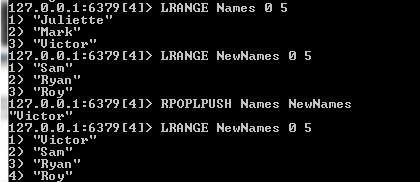 127.0.0.1:6379[4]> LRANGE Names 0 5
1) "Juliette"
2) "Mark"
3) "Victor"
127.0.0.1:6379[4]> LRANGE NewNames 0 5
1) "Sam"
2) "Ryan"
3) "Roy"
127.0.0.1:6379[4]> RPOPLPUSH Names NewNames
"Victor"
127.0.0.1:6379[4]> LRANGE NewNames 0 5
1) "Victor"
2) "Sam"
3) "Ryan"
4) "Roy"